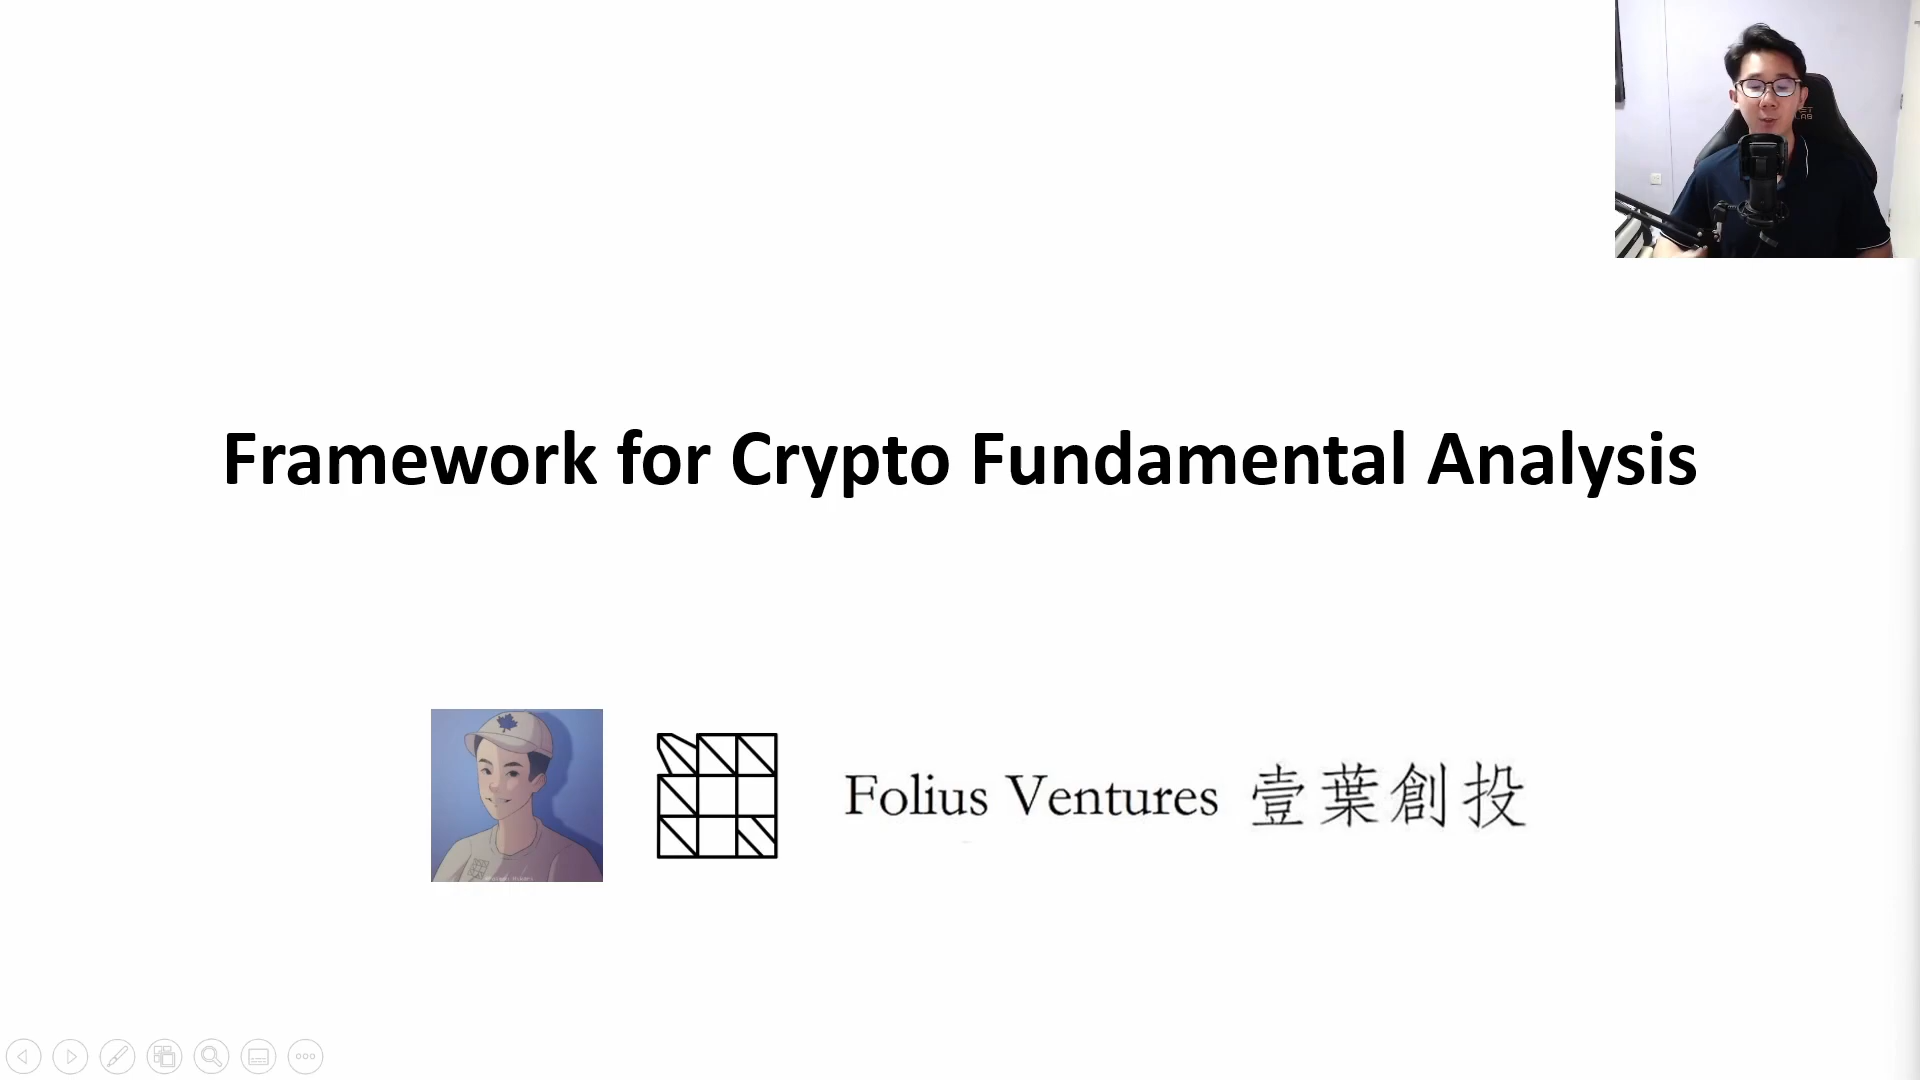 Framework for Crypto Fundamental Analysis
Folius Ventures 壹葉創投